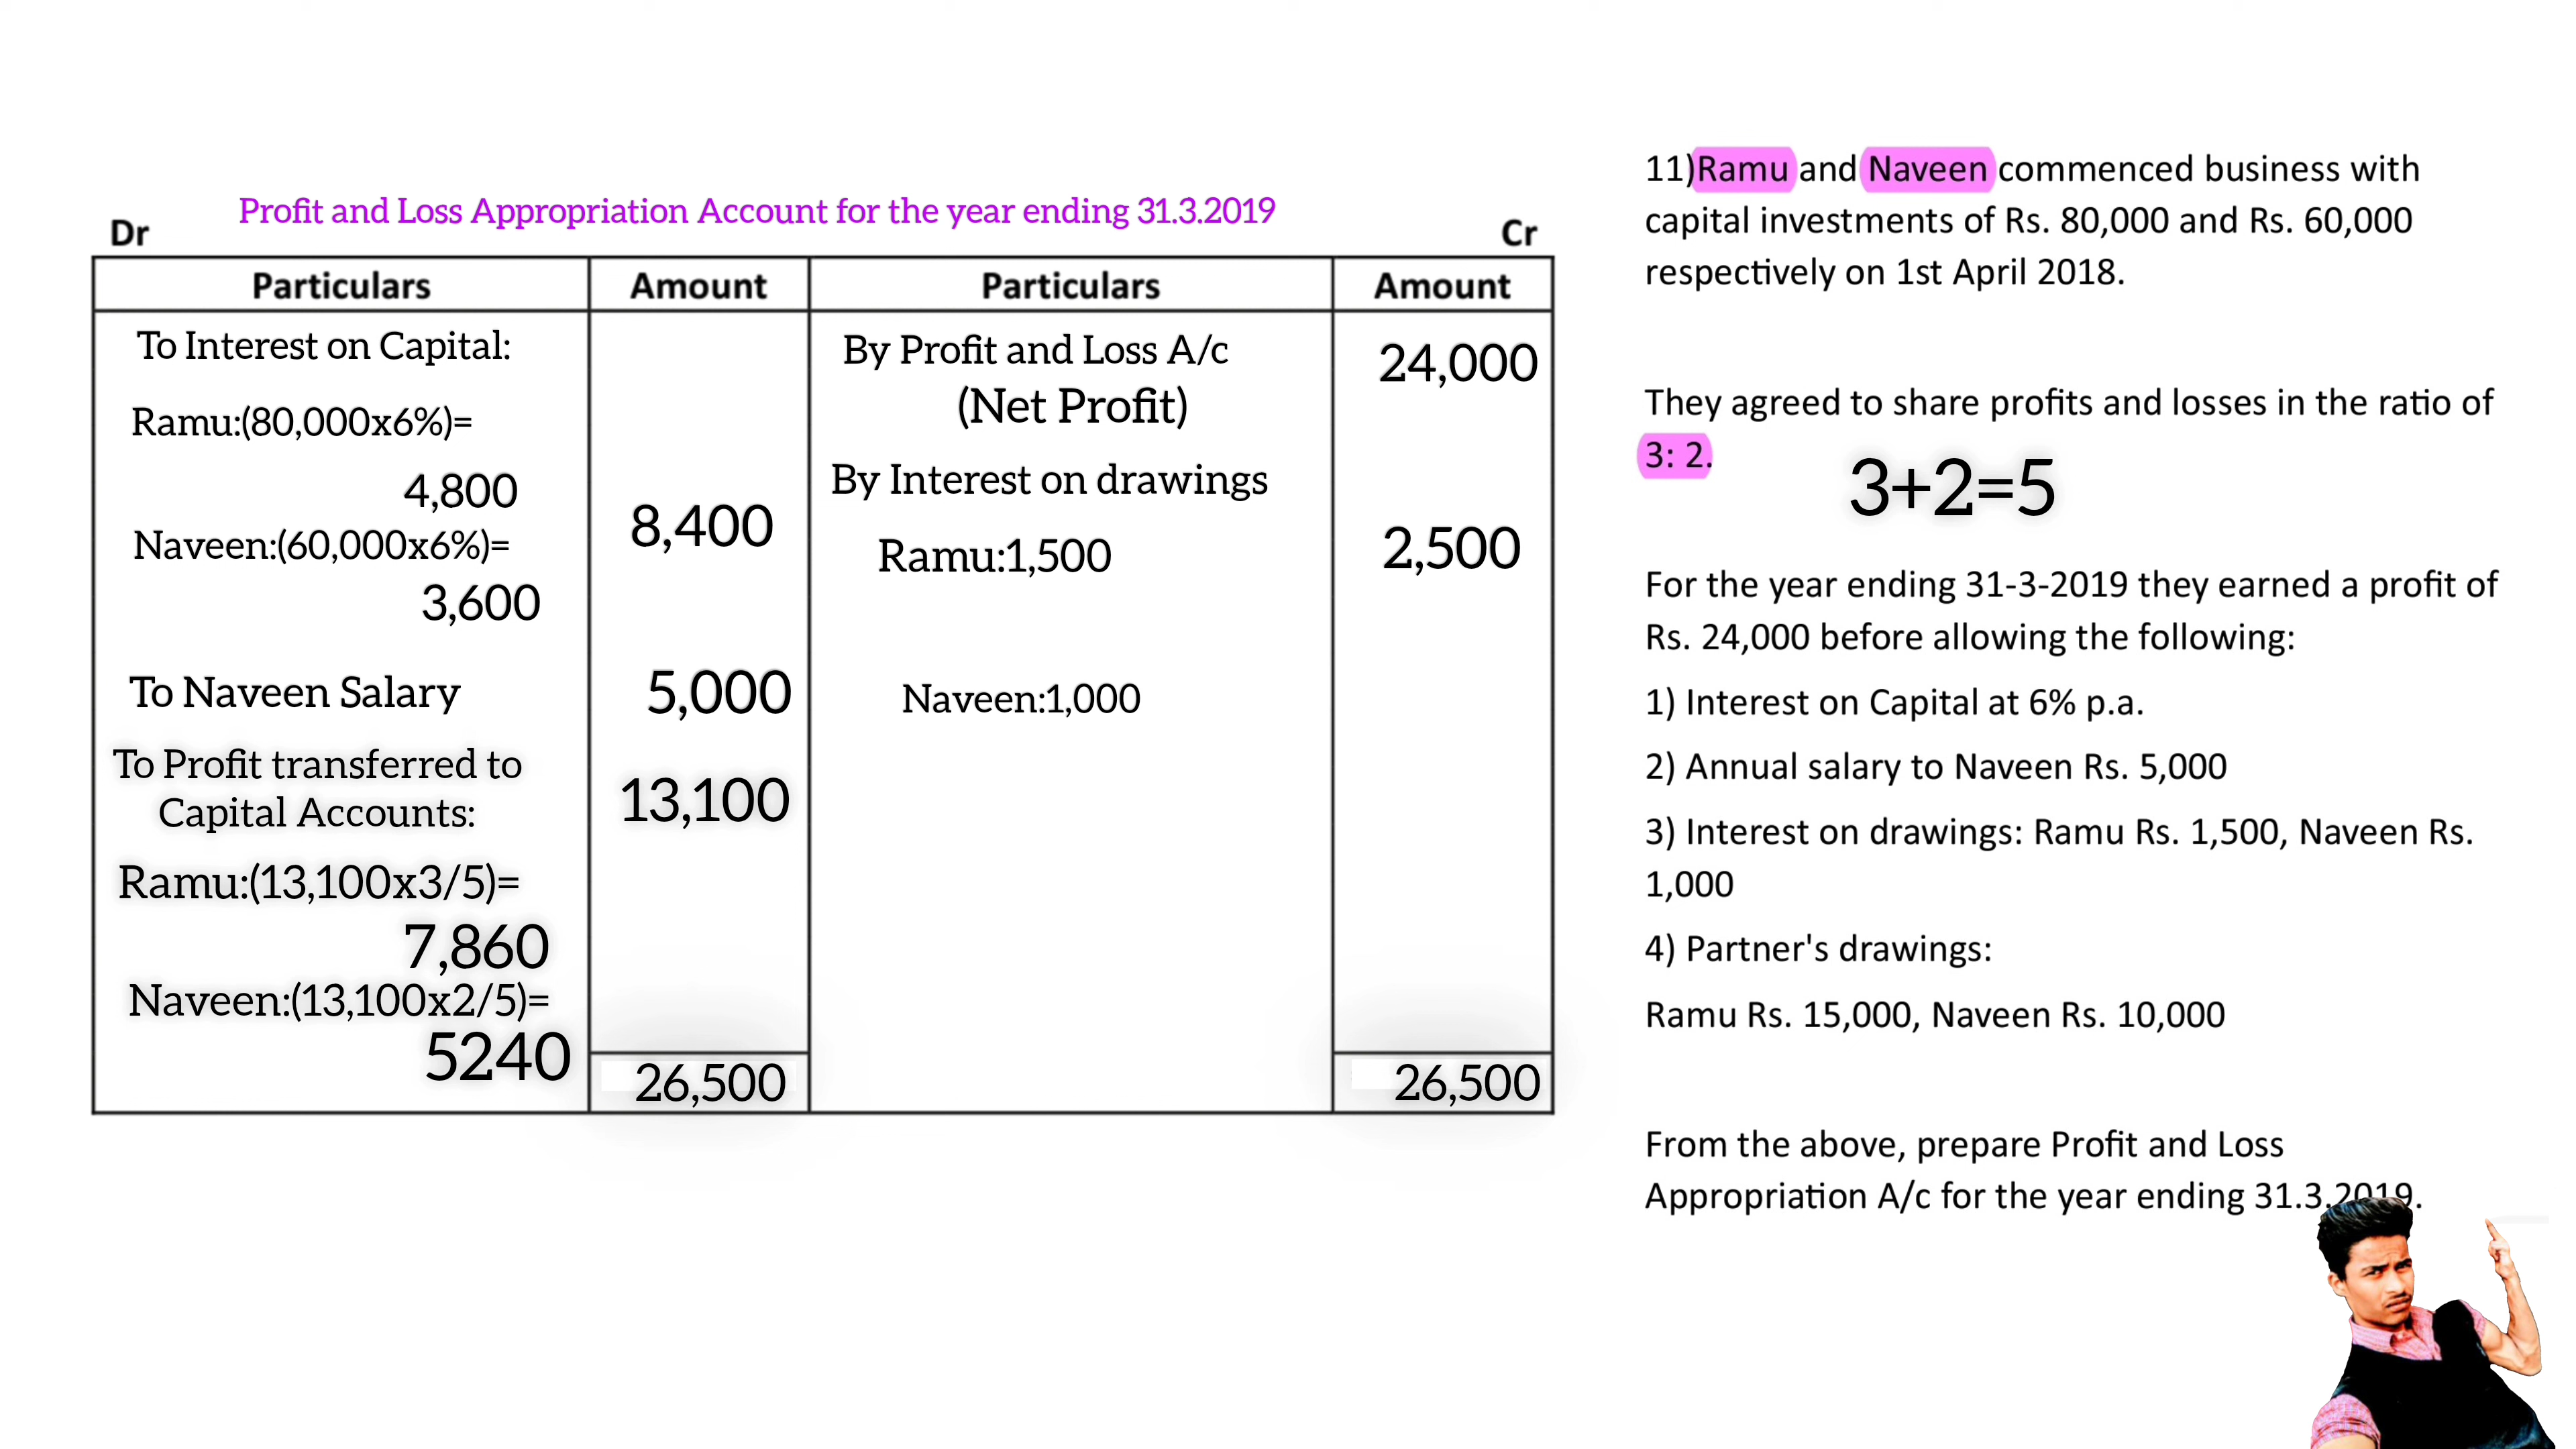 Profit and Loss Appropriation Account for the year ending 31.3.2019
Dr
Cr
Particulars Amount Particulars Amount
To Interest on Capital:
Ramu:(80,000x6%)=
4,800
Naveen:(60,000x6%)=
3,600
8,400
To Naveen Salary
5,000
To Profit transferred to
Capital Accounts:
13,100
Ramu:(13,100x3/5)=
7,860
Naveen:(13,100x2/5)=
5240
26,500
By Profit and Loss A/c
24,000
(Net Profit)
By Interest on drawings
Ramu:1,500
2,500
Naveen:1,000
26,500
11)Ramu and Naveen commenced business with
capital investments of Rs. 80,000 and Rs. 60,000
respectively on 1st April 2018.
They agreed to share profits and losses in the ratio of
3: 2.
3+2=5
For the year ending 31-3-2019 they earned a profit of
Rs. 24,000 before allowing the following:
1) Interest on Capital at 6% p.a.
2) Annual salary to Naveen Rs. 5,000
3) Interest on drawings: Ramu Rs. 1,500, Naveen Rs.
1,000
4) Partner's drawings:
Ramu Rs. 15,000, Naveen Rs. 10,000
From the above, prepare Profit and Loss
Appropriation A/c for the year ending 31.3.2019.